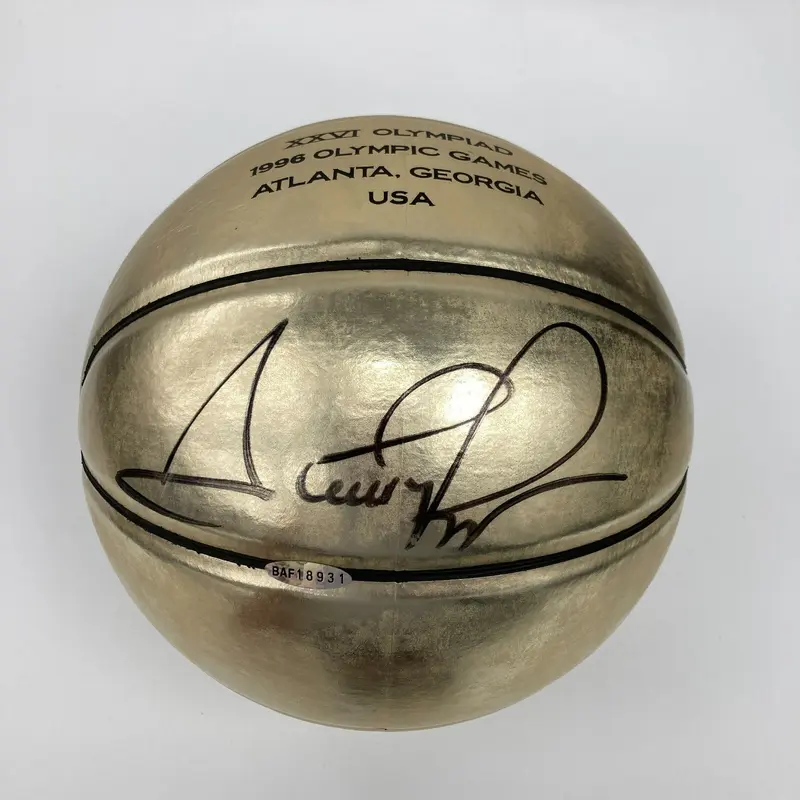 XXVI OLYMPIAD
1996 OLYMPIC GAMES
ATLANTA, GEORGIA
USA
BAF18931